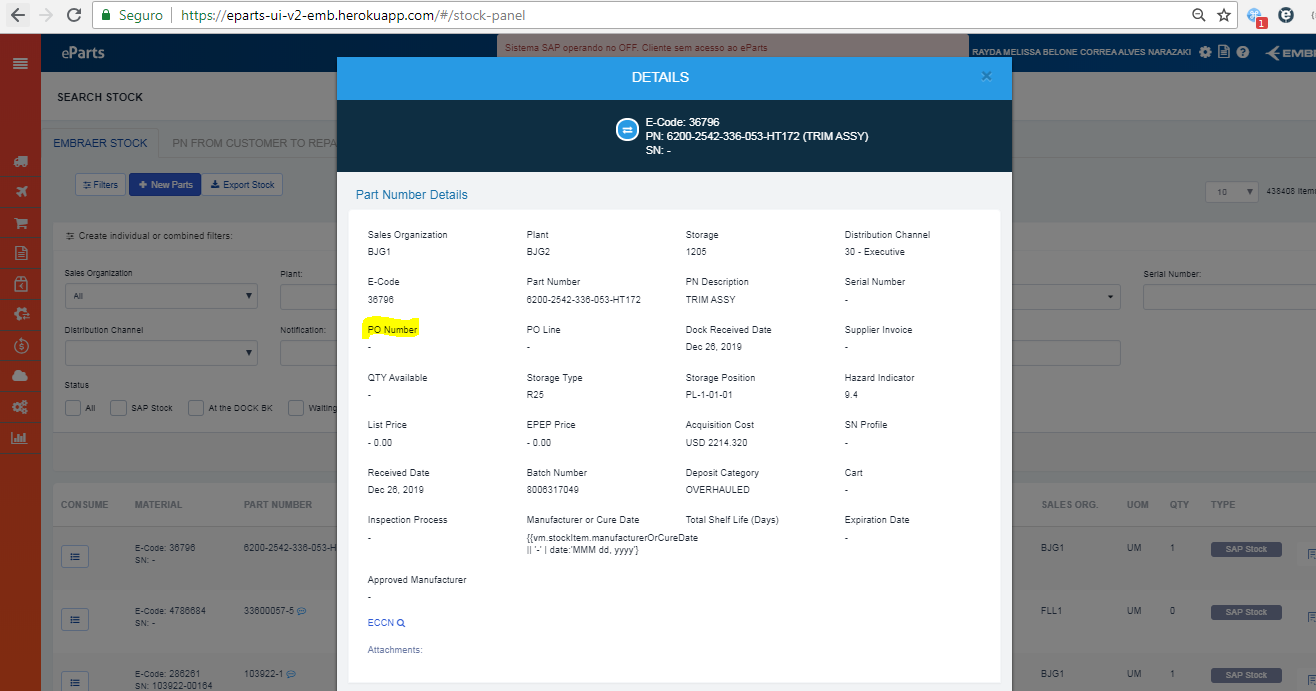 Seguro https://eparts-ui-v2-emb.herokuapp.com/#/stock-panel
1
eParts
Sistema SAP operando no OFF. Cliente sem acesso ao eParts
RAYDA MELISSA BELONE CORREA ALVES NARAZAKI
DETAILS
SEARCH STOCK
E-Code: 36796
PN: 6200-2542-336-053-HT172 (TRIM ASSY)
SN: -
EMBRAER STOCK
PN FROM CUSTOMER TO REPA
Filters
+ New Parts
Export Stock
10
438408 items
Part Number Details
Create individual or combined filters:
Sales Organization
All
Plant:
Serial Number:
Distribution Channel
Notification:
Status
All
SAP Stock
At the DOCK BK
Waiting
Sales Organization Plant Storage Distribution Channel
BJG1 BJG2 1205 30 - Executive
E-Code Part Number PN Description Serial Number
36796 6200-2542-336-053-HT172 TRIM ASSY -
PO Number PO Line Dock Received Date Supplier Invoice
- - Dec 26, 2019 -
QTY Available Storage Type Storage Position Hazard Indicator
- R25 PL-1-01-01 9.4
List Price EPEP Price Acquisition Cost SN Profile
- 0.00 - 0.00 USD 2214.320 -
Received Date Batch Number Deposit Category Cart
Dec 26, 2019 8006317049 OVERHAULED -
Inspection Process Manufacturer or Cure Date Total Shelf Life (Days) Expiration Date
- {{vm.stockItem.manufacturerOrCureDate -
|| '-' | date:'MMM dd, yyyy'}
Approved Manufacturer
-
ECCN
Attachments:
CONSUME MATERIAL PART NUMBER SALES ORG. UOM QTY TYPE
E-Code: 36796 6200-2542-336-053-H BJG1 UM 1 SAP Stock
SN: -
E-Code: 4786684 33600057-5 FLL1 UM 0 SAP Stock
SN: -
E-Code: 286261 103922-1 BJG1 UM 1 SAP Stock
SN: 103922-00164